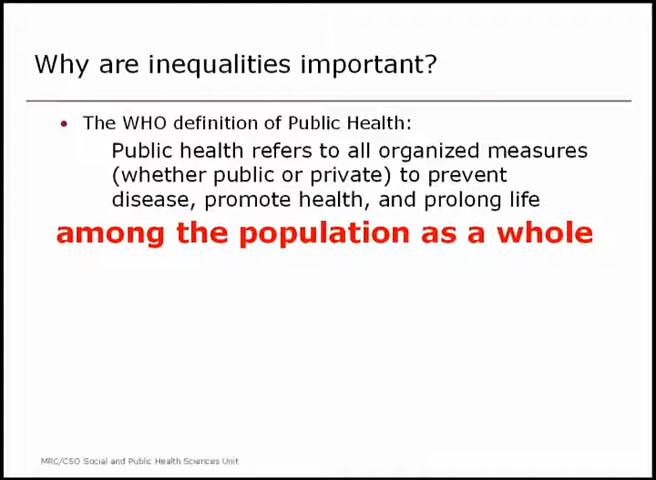 Why are inequalities important?
• The WHO definition of Public Health:
Public health refers to all organized measures
(whether public or private) to prevent
disease, promote health, and prolong life
among the population as a whole
MRC/CSO Social and Public Health Sciences Unit